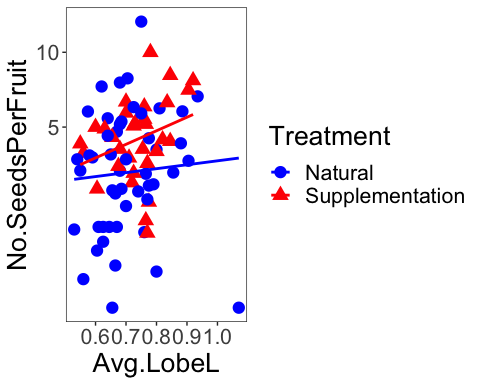 No.SeedsPerFruit
10
5
0.60.70.80.91.0
Avg.LobeL
Treatment
Natural
Supplementation